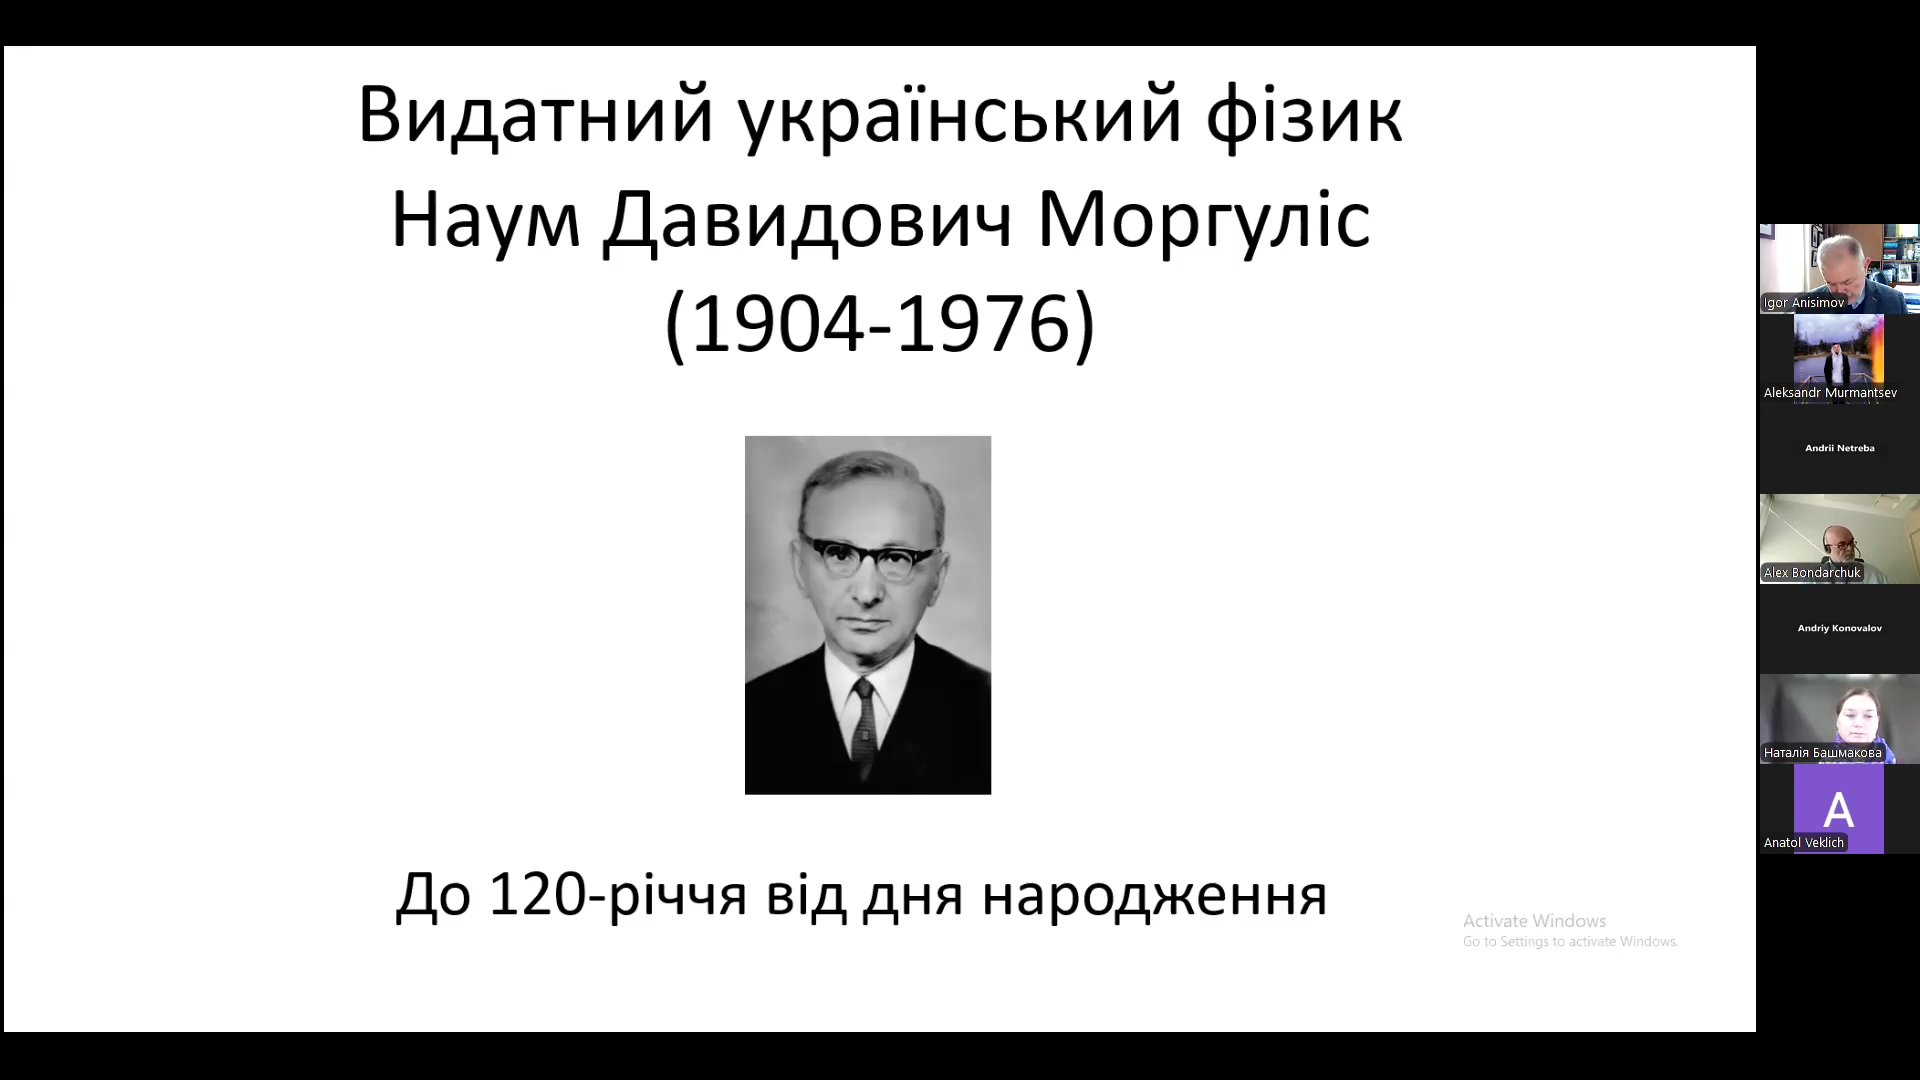 Видатний український фізик
Наум Давидович Моргуліс
(1904-1976)
До 120-річчя від дня народження
Activate Windows
Go to Settings to activate Windows.
Igor Anisimov
Aleksandr Murmantsev
Andrii Netreba
Alex Bondarchuk
Andriy Konovalov
Наталія Башмакова
A
Anatol Veklich